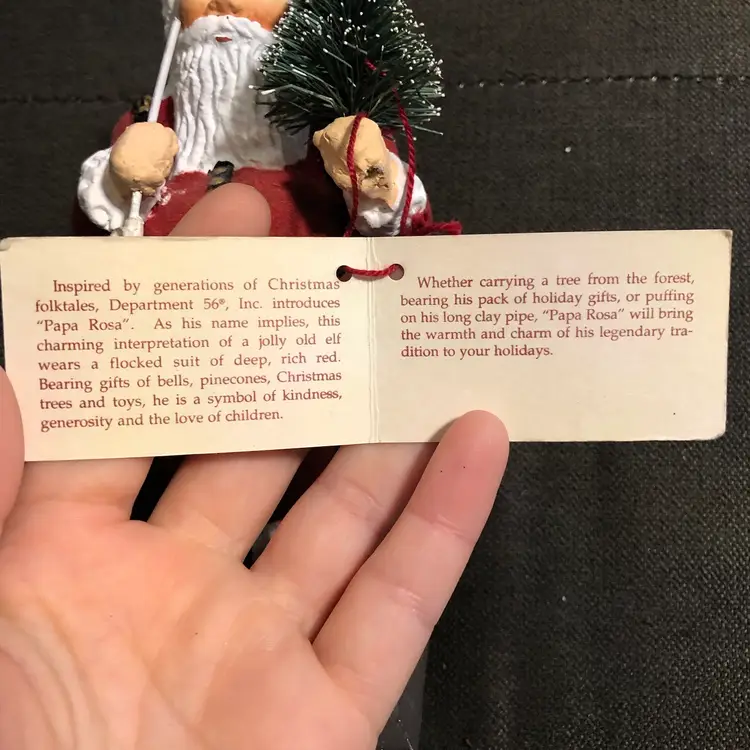 Inspired by generations of Christmas
folktales, Department 56®, Inc. introduces
“Papa Rosa”. As his name implies, this
charming interpretation of a jolly old elf
wears a flocked suit of deep, rich red.
Bearing gifts of bells, pinecones, Christmas
trees and toys, he is a symbol of kindness,
generosity and the love of children.
Whether carrying a tree from the forest,
bearing his pack of holiday gifts, or puffing
on his long clay pipe, “Papa Rosa” will bring
the warmth and charm of his legendary tra-
dition to your holidays.